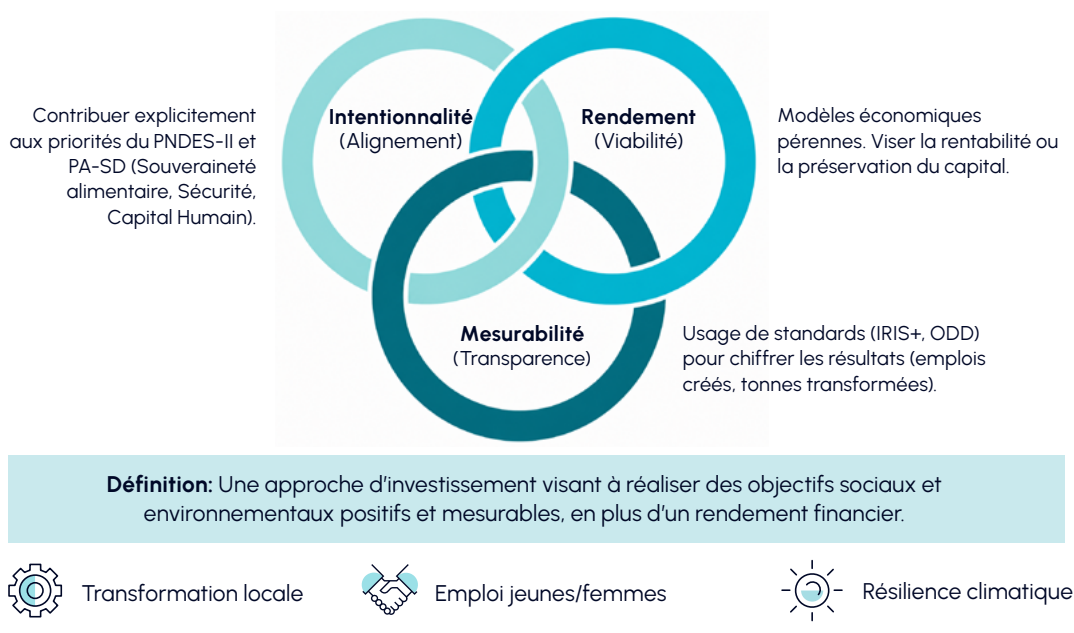 Contribuer explicitement
aux priorités du PNDES-II et
PA-SD (Souveraineté
alimentaire, Sécurité,
Capital Humain).
Intentionnalité
(Alignement)
Rendement
(Viabilité)
Modèles économiques
pérennes. Viser la rentabilité ou
la préservation du capital.
Mesurabilité
(Transparence)
Usage de standards (IRIS+, ODD)
pour chiffrer les résultats (emplois
créés, tonnes transformées).
Définition: Une approche d’investissement visant à réaliser des objectifs sociaux et
environnementaux positifs et mesurables, en plus d’un rendement financier.
Transformation locale
Emploi jeunes/femmes
Résilience climatique